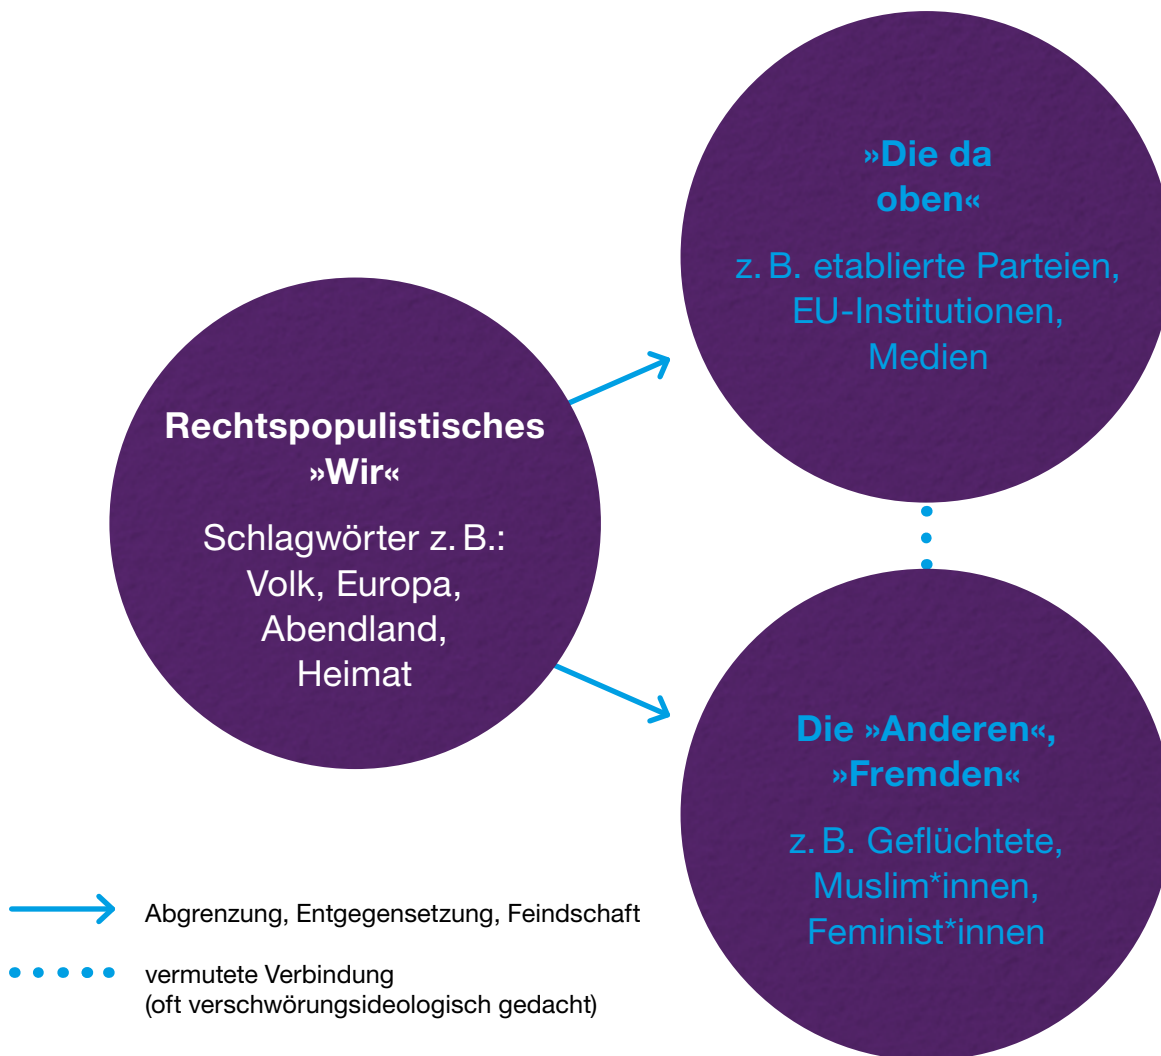 »Die da
oben«
z. B. etablierte Parteien,
EU-Institutionen,
Medien
Rechtspopulistisches
»Wir«
Schlagwörter z. B.:
Volk, Europa,
Abendland,
Heimat
Die »Anderen«,
»Fremden«
z. B. Geflüchtete,
Muslim*innen,
Feminist*innen
Abgrenzung, Entgegensetzung, Feindschaft
vermutete Verbindung
(oft verschwörungsideologisch gedacht)